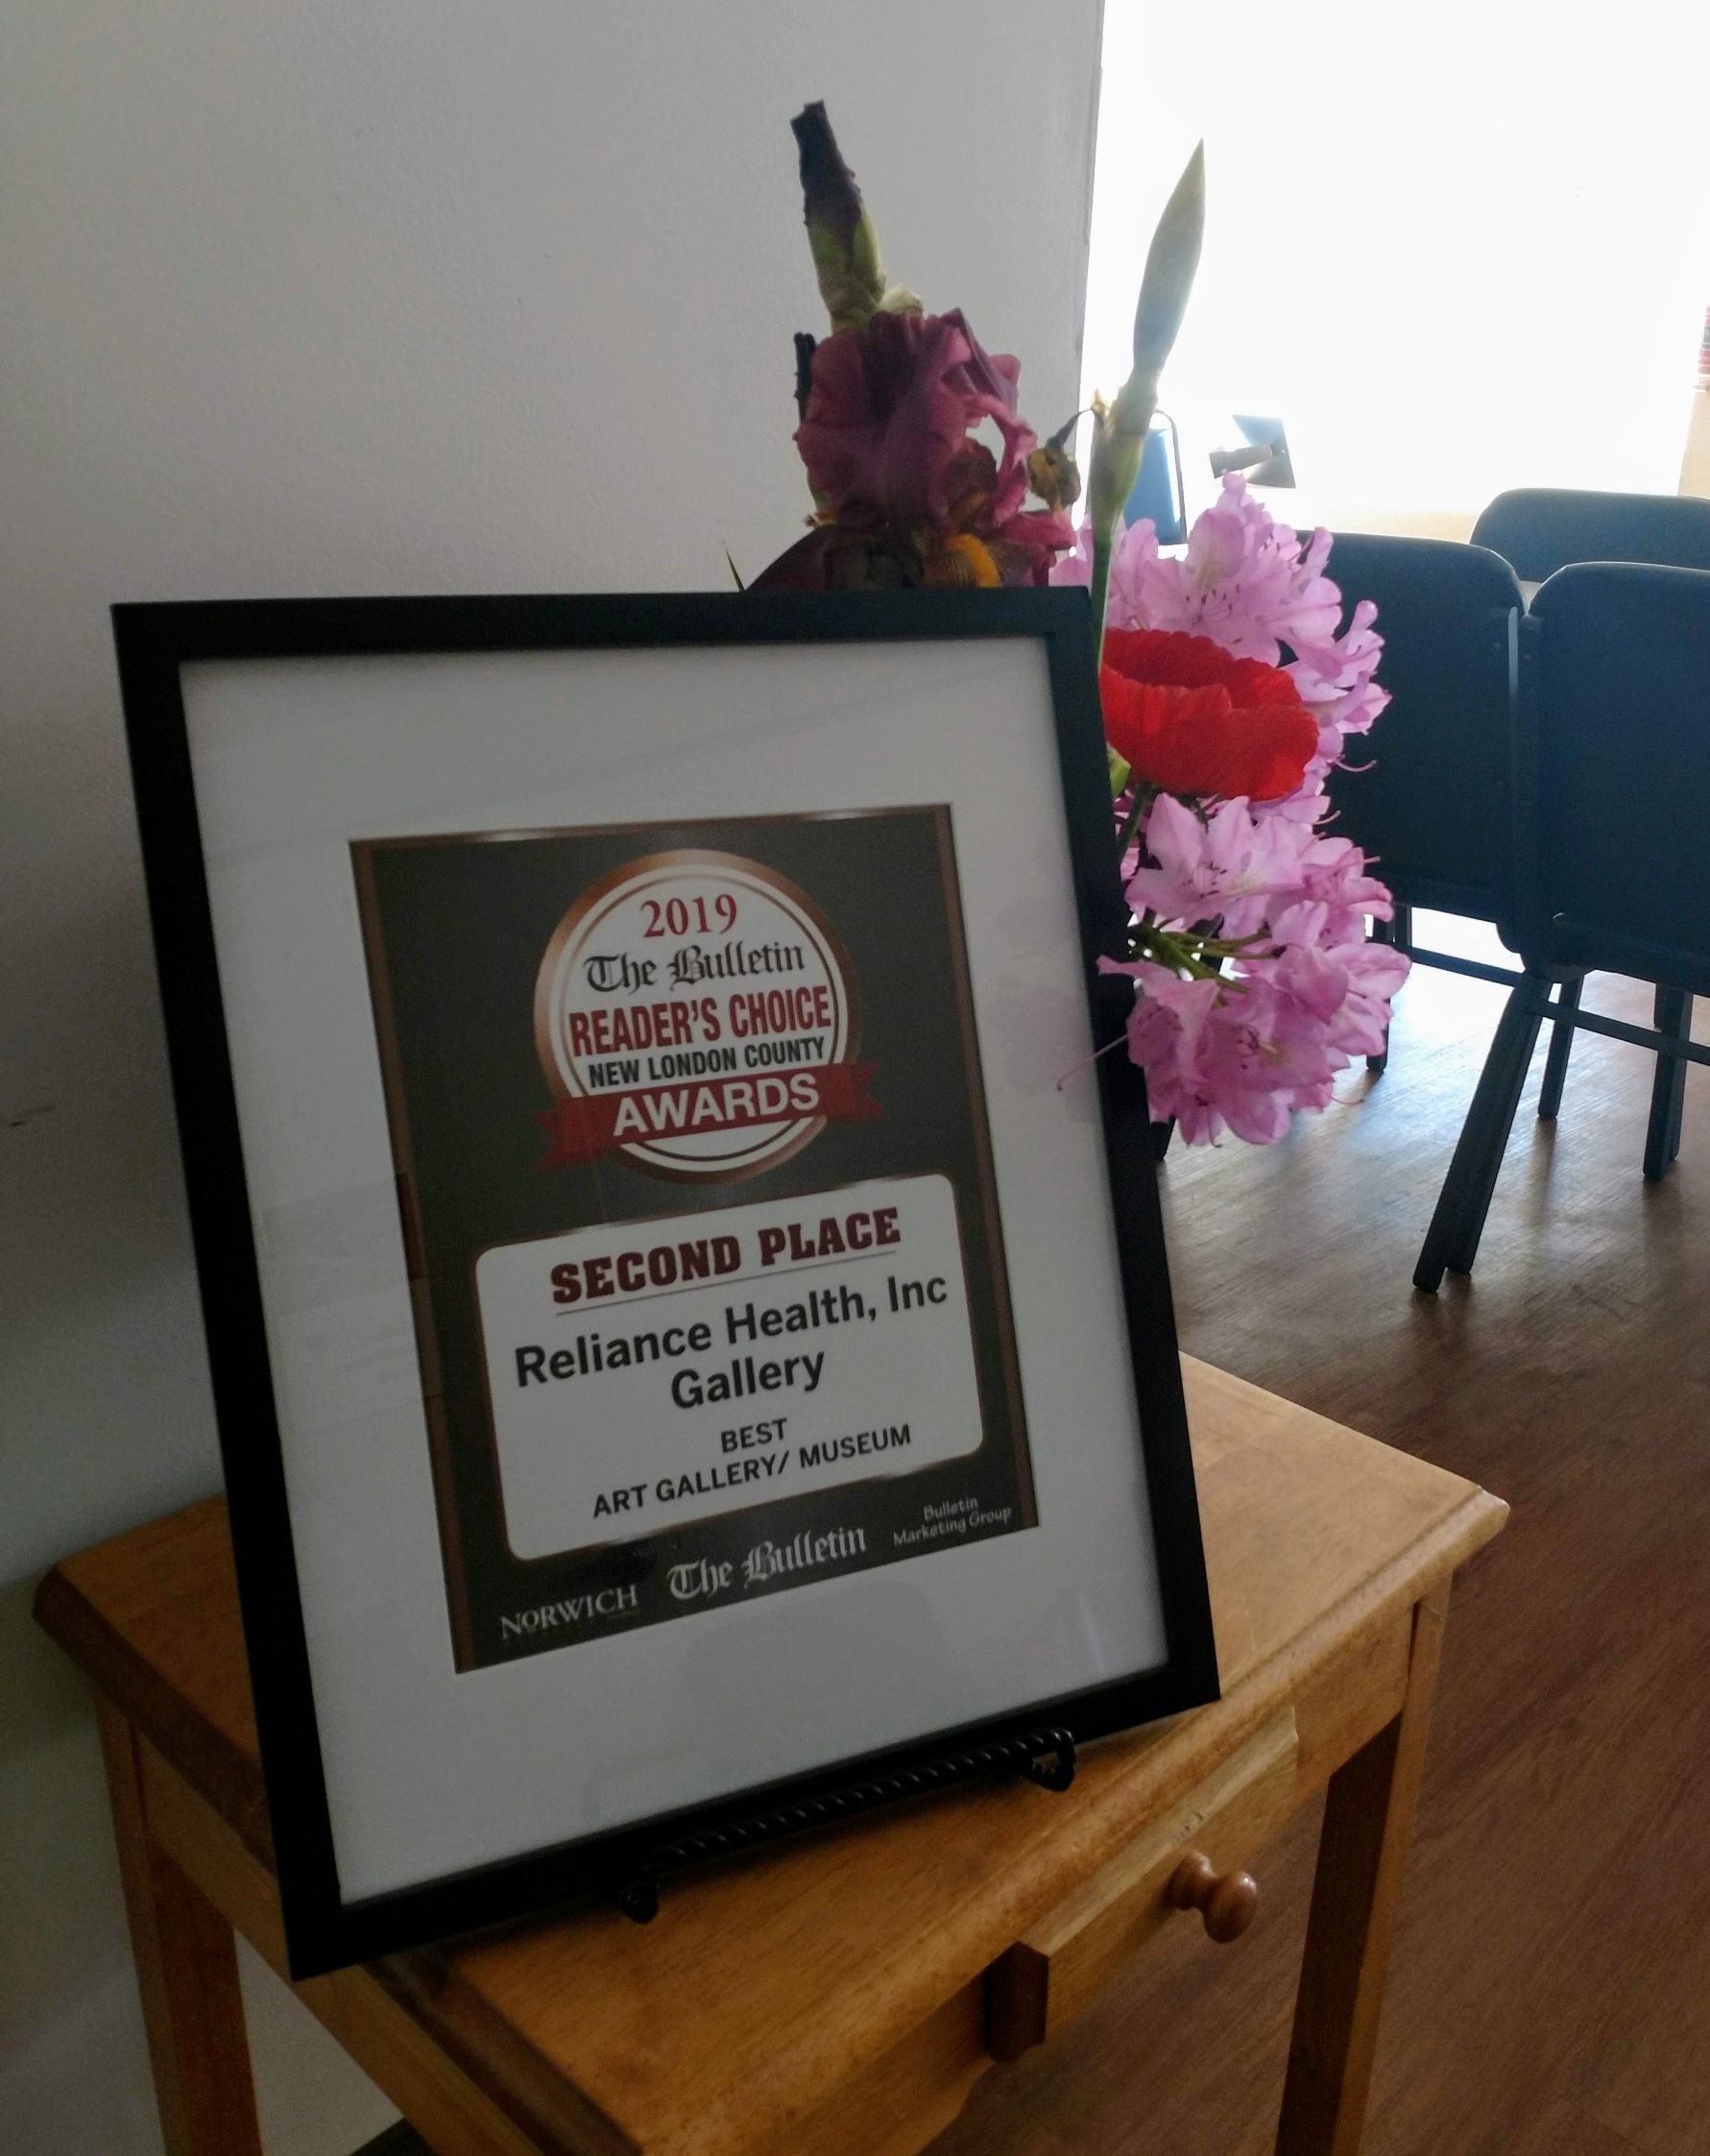 2019
The Bulletin
READER'S CHOICE
NEW LONDON COUNTY
AWARDS
SECOND PLACE
Reliance Health, Inc
Gallery
BEST
ART GALLERY/ MUSEUM
NORWICH
The Bulletin
Bulletin
Marketing Group